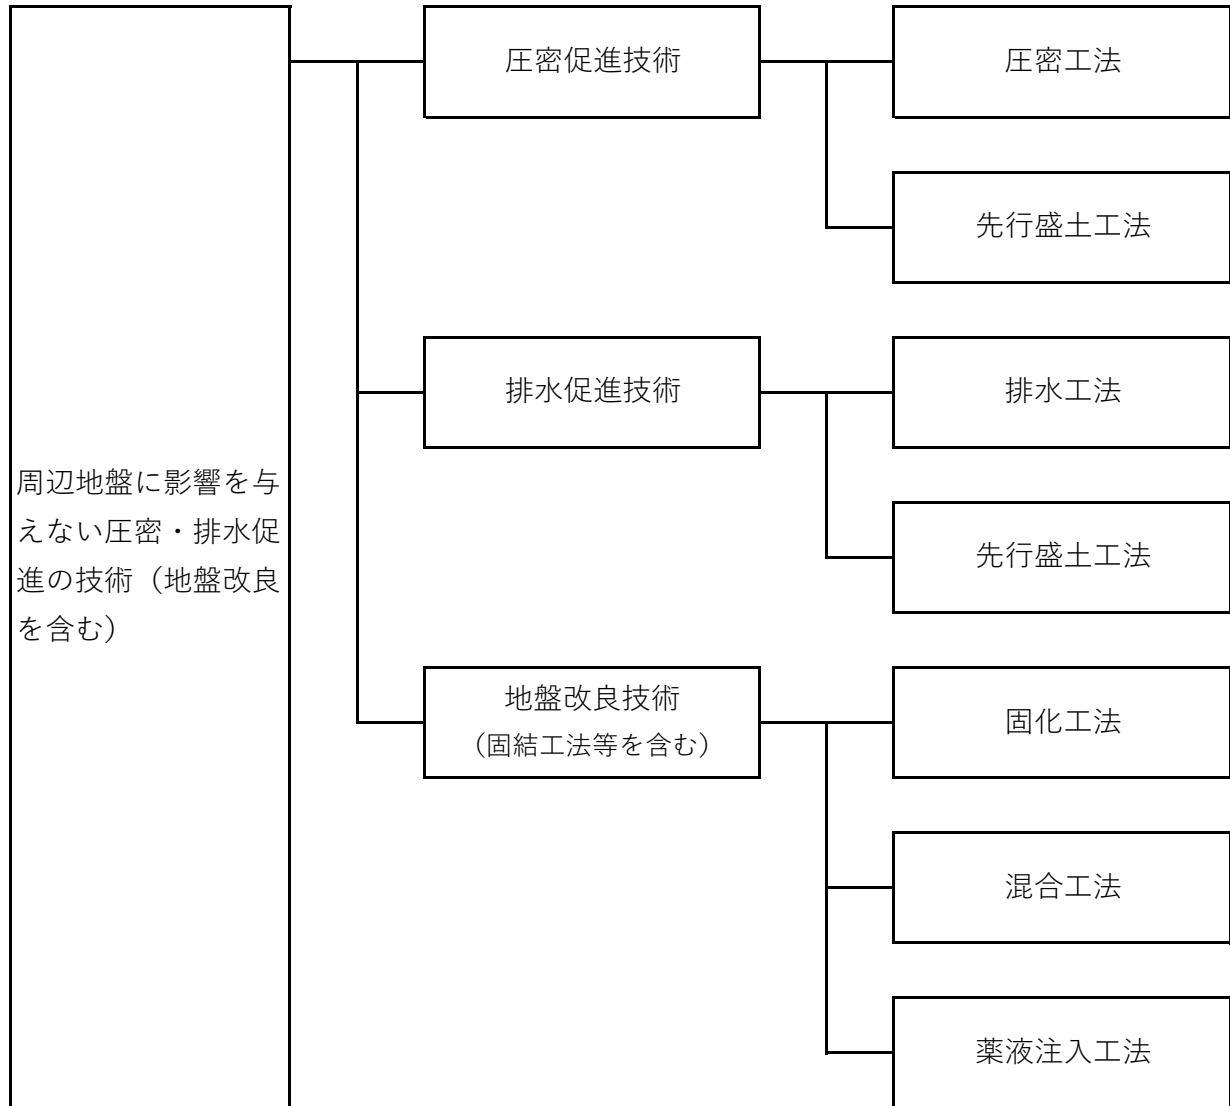 圧密促進技術
圧密工法
先行盛土工法
排水促進技術
排水工法
周辺地盤に影響を与
えない圧密・排水促
進の技術（地盤改良
を含む）
先行盛土工法
地盤改良技術
（固結工法等を含む）
固化工法
混合工法
薬液注入工法